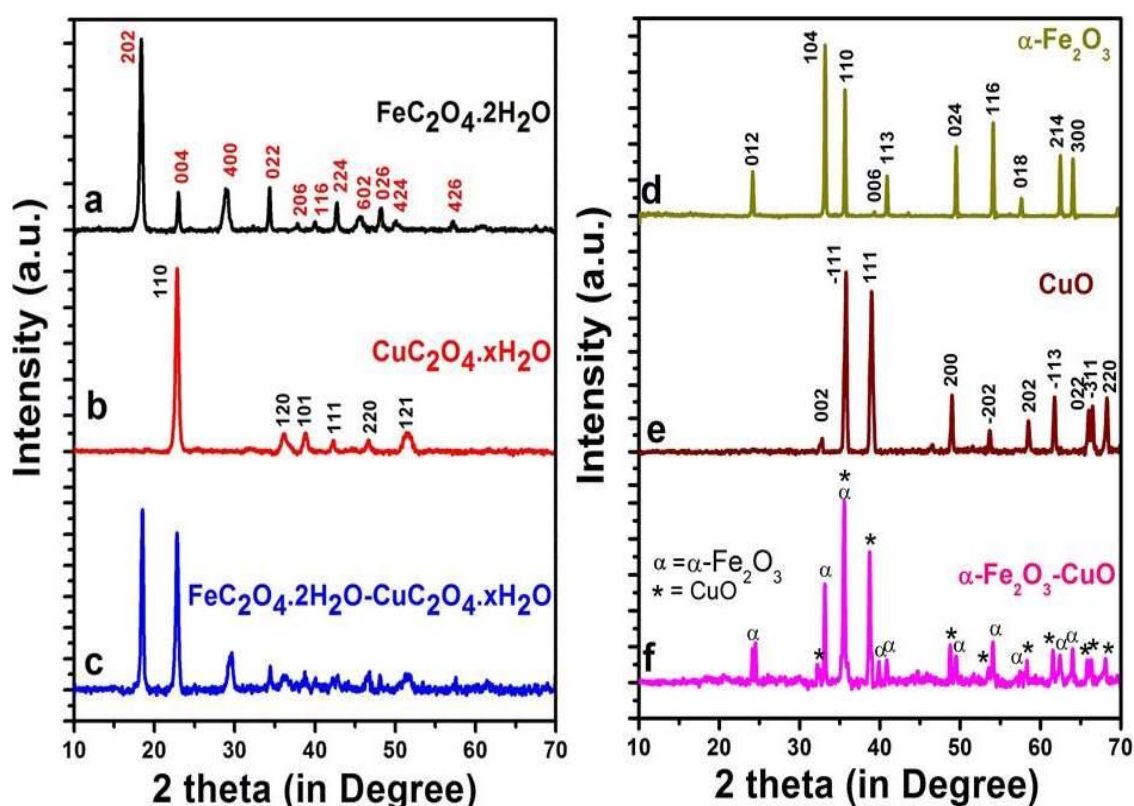 202
004
400
022
206
116
224
602
026
424
426
FeC2O4.2H2O
a
110
120
101
111
220
121
CuC2O4.xH2O
b
FeC2O4.2H2O-CuC2O4.xH2O
c
Intensity (a.u.)
10 20 30 40 50 60 70
2 theta (in Degree)
α-Fe2O3
012
104
110
006
113
024
116
018
214
300
d
CuO
002
-111
111
200
-202
202
-113
022
-311
220
e
α =α-Fe2O3
* = CuO
α-Fe2O3-CuO
α
*
α
*
α
*
α
α
*
α
*
α
α
*
*
α
α
*
*
*
f
Intensity (a.u.)
10 20 30 40 50 60 70
2 theta (in Degree)